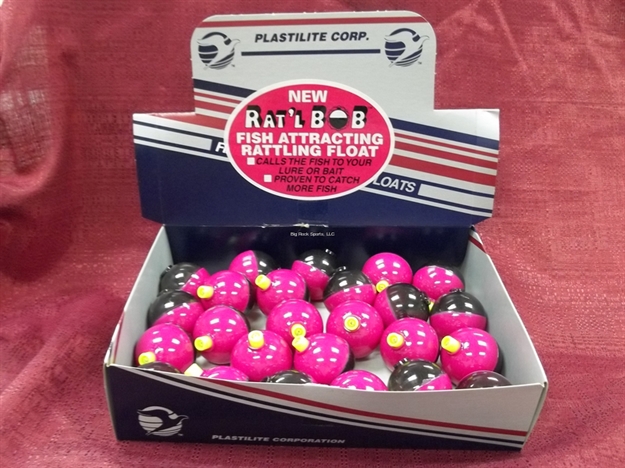 PLASTILITE CORP.
NEW
RAT'L BOB
FISH ATTRACTING
RATTLING FLOAT
CALLS THE FISH TO YOUR
LURE OR BAIT
PROVEN TO CATCH
MORE FISH
LOATS
Big Rock Sports, LLC
PLASTILITE CORPORATION